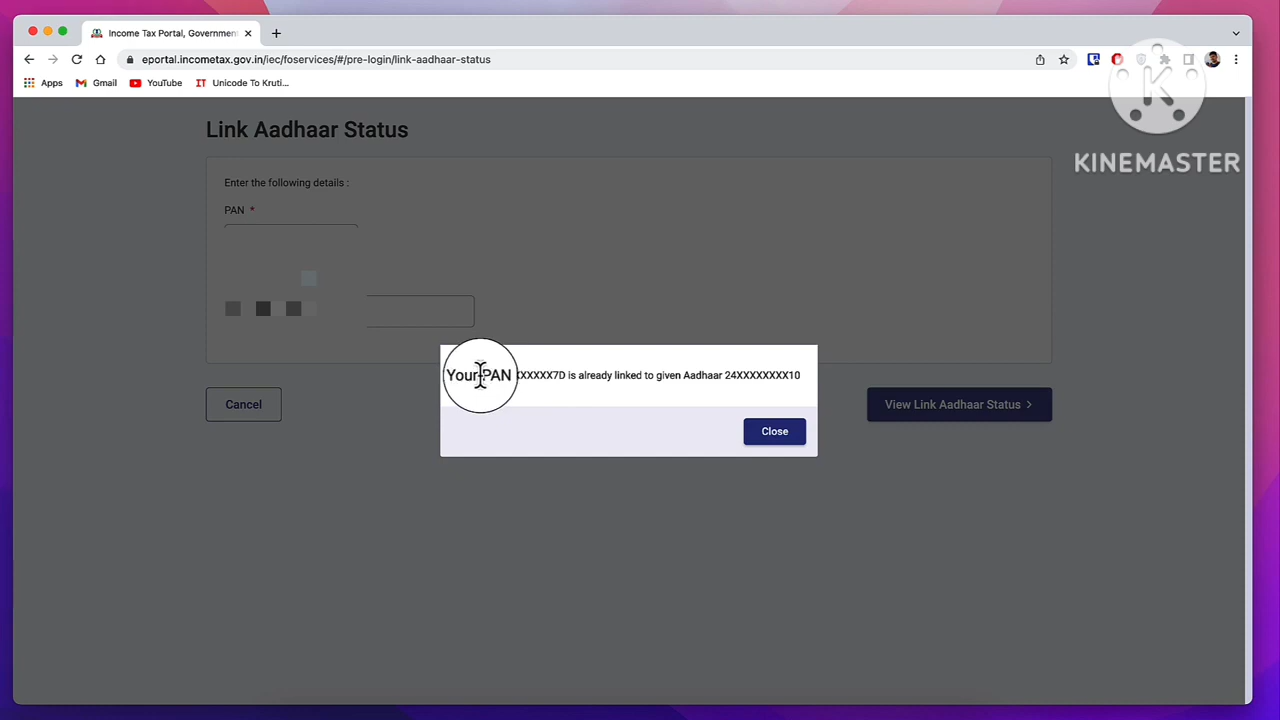 Income Tax Portal, Government
eportal.incometax.gov.in/iec/foservices/#/pre-login/link-aadhaar-status
Apps Gmail YouTube IT Unicode To Kruti...
K
KINEMASTER
Link Aadhaar Status
Enter the following details :
PAN *
Your PAN XXXXXX7D is already linked to given Aadhaar 24XXXXXXXX10
Close
Cancel
View Link Aadhaar Status